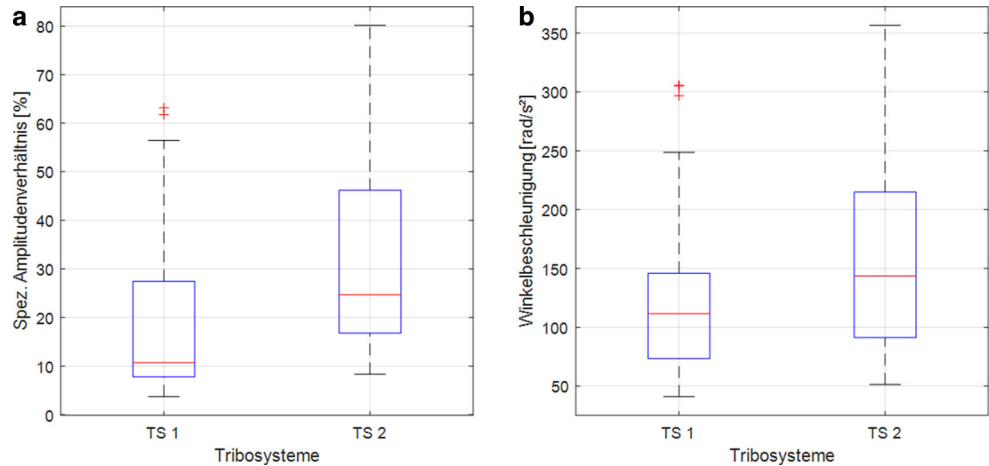 a
Spez. Amplitudenverhältnis [%]
80
70
60
50
40
30
20
10
0
TS 1
TS 2
Tribosysteme
b
Winkelbeschleunigung [rad/s²]
350
300
250
200
150
100
50
TS 1
TS 2
Tribosysteme